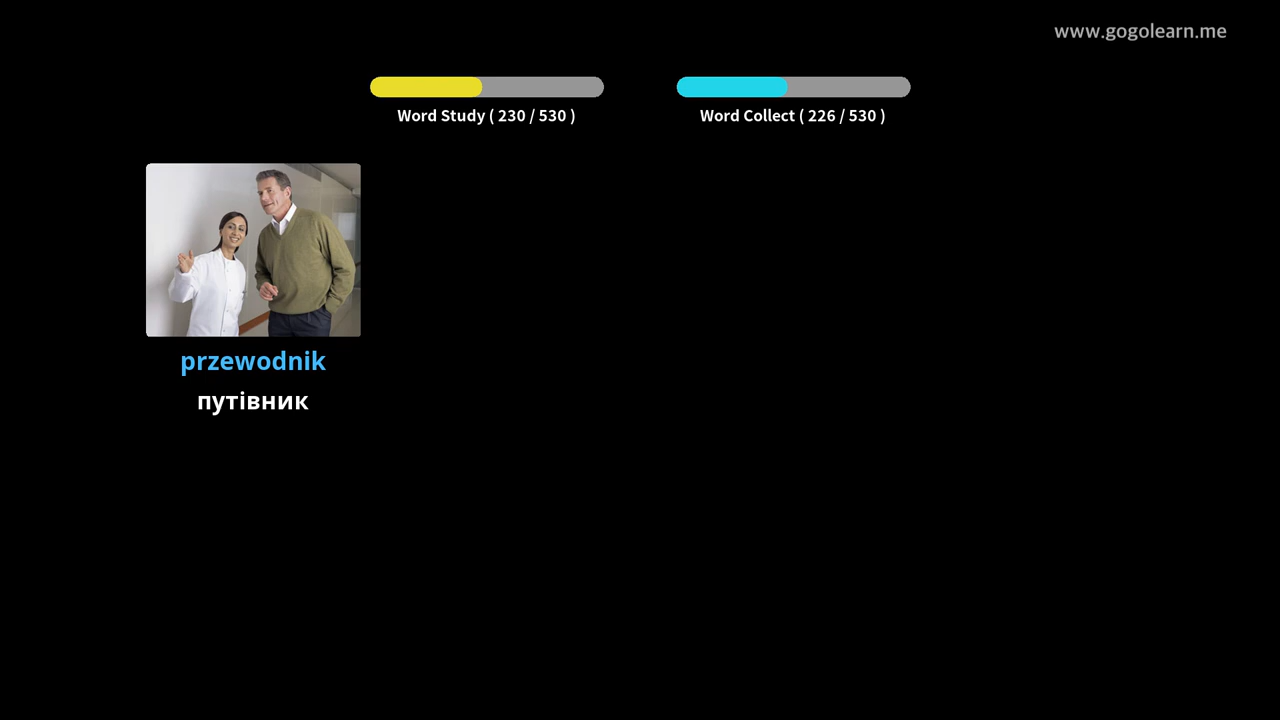 www.gogolearn.me
Word Study ( 230 / 530 )
Word Collect ( 226 / 530 )
przewodnik
путівник